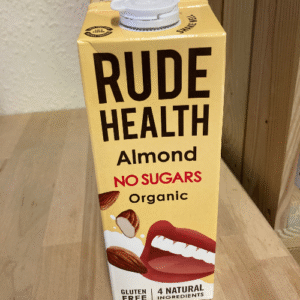 RUDE
HEALTH
Almond
NO SUGARS
Organic
GLUTEN
FREE
4 NATURAL
INGREDIENTS